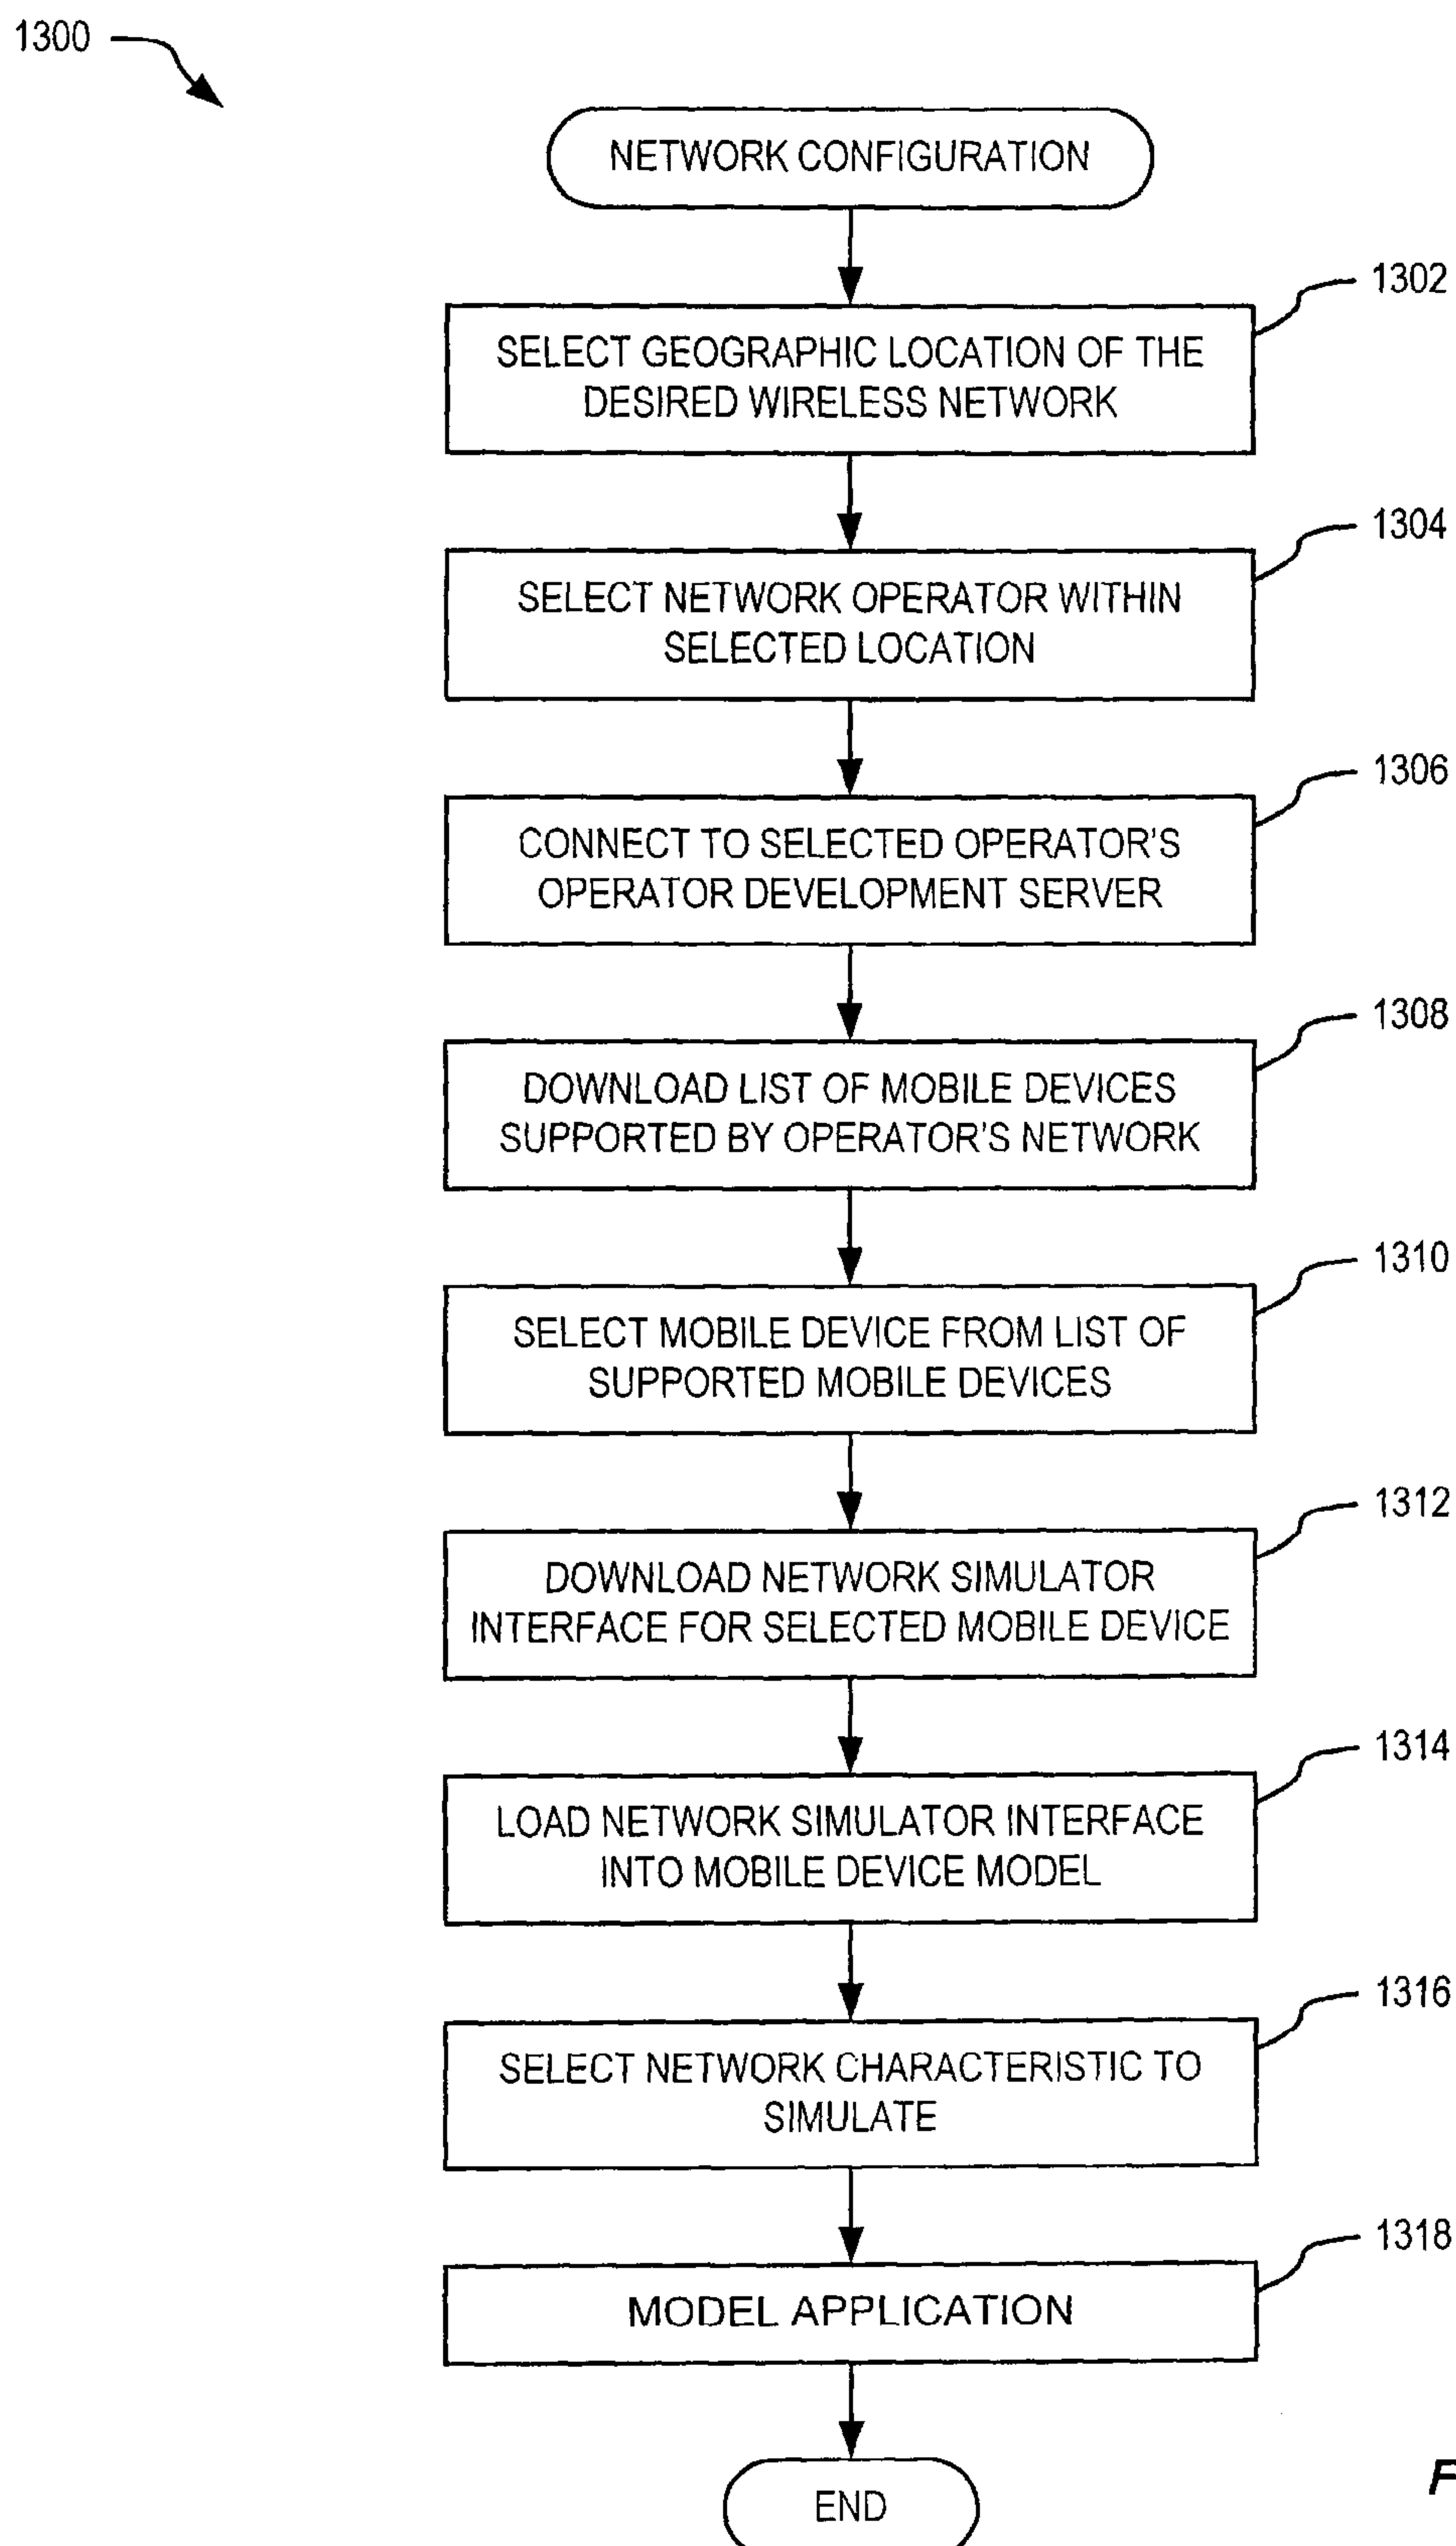 1300
NETWORK CONFIGURATION
1302
SELECT GEOGRAPHIC LOCATION OF THE
DESIRED WIRELESS NETWORK
1304
SELECT NETWORK OPERATOR WITHIN
SELECTED LOCATION
1306
CONNECT TO SELECTED OPERATOR'S
OPERATOR DEVELOPMENT SERVER
1308
DOWNLOAD LIST OF MOBILE DEVICES
SUPPORTED BY OPERATOR'S NETWORK
1310
SELECT MOBILE DEVICE FROM LIST OF
SUPPORTED MOBILE DEVICES
1312
DOWNLOAD NETWORK SIMULATOR
INTERFACE FOR SELECTED MOBILE DEVICE
1314
LOAD NETWORK SIMULATOR INTERFACE
INTO MOBILE DEVICE MODEL
1316
SELECT NETWORK CHARACTERISTIC TO
SIMULATE
1318
MODEL APPLICATION
END